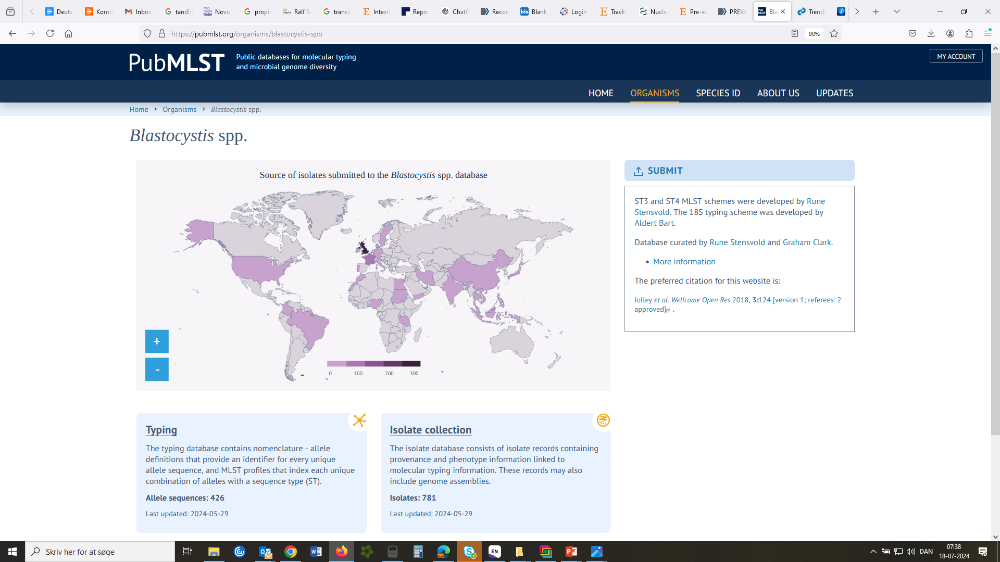 Deuts
Komm
Inbox
tandhy
Novo
propio
Ralf Su
transla
Intesti
Report
ChatG
Recom
Blank
Login
Track
Nucle
Pre-er
PREVA
Bla
Trends
https://pubmlst.org/organisms/blastocystis-spp
90%
PubMLST
Public databases for molecular typing
and microbial genome diversity
MY ACCOUNT
HOME
ORGANISMS
SPECIES ID
ABOUT US
UPDATES
Home > Organisms > Blastocystis spp.
Blastocystis spp.
Source of isolates submitted to the Blastocystis spp. database
+
-
0 100 200 300
SUBMIT
ST3 and ST4 MLST schemes were developed by Rune
Stensvold. The 18S typing scheme was developed by
Aldert Bart.
Database curated by Rune Stensvold and Graham Clark.
• More information
The preferred citation for this website is:
Jolley et al. Wellcome Open Res 2018, 3:124 [version 1; referees: 2
approved] .
Typing
The typing database contains nomenclature - allele
definitions that provide an identifier for every unique
allele sequence, and MLST profiles that index each unique
combination of alleles with a sequence type (ST).
Allele sequences: 426
Last updated: 2024-05-29
Isolate collection
The isolate database consists of isolate records containing
provenance and phenotype information linked to
molecular typing information. These records may also
include genome assemblies.
Isolates: 781
Last updated: 2024-05-29
Skriv her for at søge
EN
DAN
07:38
18-07-2024